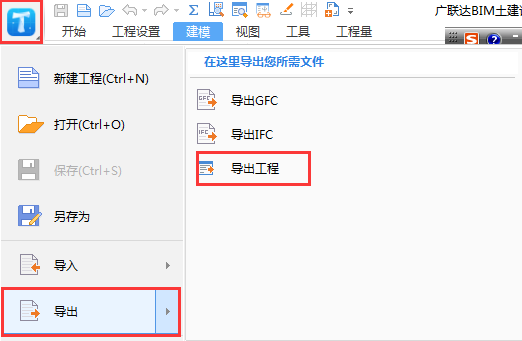 广联达BIM土建
开始 工程设置 建模 视图 工具 工程量
在这里导出您所需文件
新建工程(Ctrl+N)
导出GFC
打开(Ctrl+O)
导出IFC
保存(Ctrl+S)
导出工程
另存为
导入
导出